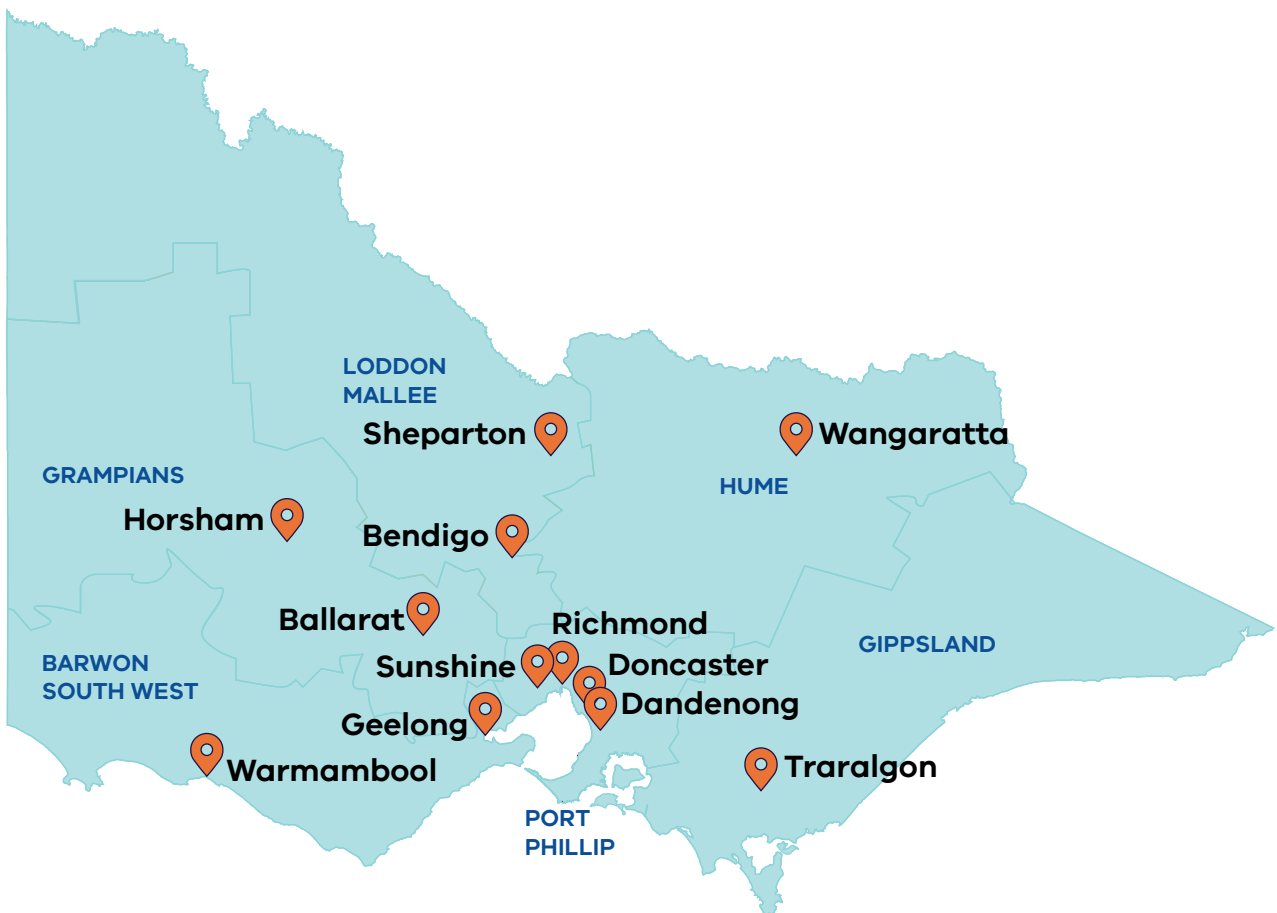 LODDON
MALLEE
Sheparton
Wangaratta
GRAMPIANS
HUME
Horsham
Bendigo
Ballarat
Richmond
GIPPSLAND
BARWON
SOUTH WEST
Sunshine
Doncaster
Dandenong
Geelong
Warmambool
Traralgon
PORT
PHILLIP